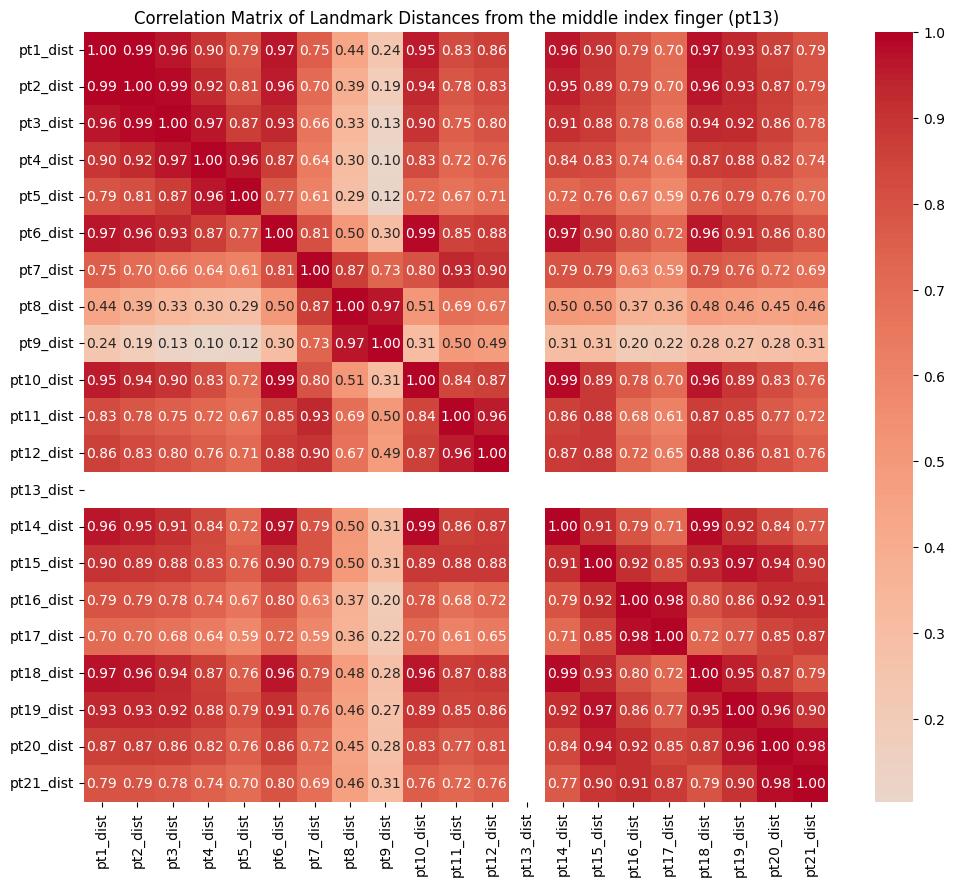 Correlation Matrix of Landmark Distances from the middle index finger (pt13)
pt1_dist 1.00 0.99 0.96 0.90 0.79 0.97 0.75 0.44 0.24 0.95 0.83 0.86 0.96 0.90 0.79 0.70 0.97 0.93 0.87 0.79
pt2_dist 0.99 1.00 0.99 0.92 0.81 0.96 0.70 0.39 0.19 0.94 0.78 0.83 0.95 0.89 0.79 0.70 0.96 0.93 0.87 0.79
pt3_dist 0.96 0.99 1.00 0.97 0.87 0.93 0.66 0.33 0.13 0.90 0.75 0.80 0.91 0.88 0.78 0.68 0.94 0.92 0.86 0.78
pt4_dist 0.90 0.92 0.97 1.00 0.96 0.87 0.64 0.30 0.10 0.83 0.72 0.76 0.84 0.83 0.74 0.64 0.87 0.88 0.82 0.74
pt5_dist 0.79 0.81 0.87 0.96 1.00 0.77 0.61 0.29 0.12 0.72 0.67 0.71 0.72 0.76 0.67 0.59 0.76 0.79 0.76 0.70
pt6_dist 0.97 0.96 0.93 0.87 0.77 1.00 0.81 0.50 0.30 0.99 0.85 0.88 0.97 0.90 0.80 0.72 0.96 0.91 0.86 0.80
pt7_dist 0.75 0.70 0.66 0.64 0.61 0.81 1.00 0.87 0.73 0.80 0.93 0.90 0.79 0.79 0.63 0.59 0.79 0.76 0.72 0.69
pt8_dist 0.44 0.39 0.33 0.30 0.29 0.50 0.87 1.00 0.97 0.51 0.69 0.67 0.50 0.50 0.37 0.36 0.48 0.46 0.45 0.46
pt9_dist 0.24 0.19 0.13 0.10 0.12 0.30 0.73 0.97 1.00 0.31 0.50 0.49 0.31 0.31 0.20 0.22 0.28 0.27 0.28 0.31
pt10_dist 0.95 0.94 0.90 0.83 0.72 0.99 0.80 0.51 0.31 1.00 0.84 0.87 0.99 0.89 0.78 0.70 0.96 0.89 0.83 0.76
pt11_dist 0.83 0.78 0.75 0.72 0.67 0.85 0.93 0.69 0.50 0.84 1.00 0.96 0.86 0.88 0.68 0.61 0.87 0.85 0.77 0.72
pt12_dist 0.86 0.83 0.80 0.76 0.71 0.88 0.90 0.67 0.49 0.87 0.96 1.00 0.87 0.88 0.72 0.65 0.88 0.86 0.81 0.76
pt13_dist
pt14_dist 0.96 0.95 0.91 0.84 0.72 0.97 0.79 0.50 0.31 0.99 0.86 0.87 1.00 0.91 0.79 0.71 0.99 0.92 0.84 0.77
pt15_dist 0.90 0.89 0.88 0.83 0.76 0.90 0.79 0.50 0.31 0.89 0.88 0.88 0.91 1.00 0.92 0.85 0.93 0.97 0.94 0.90
pt16_dist 0.79 0.79 0.78 0.74 0.67 0.80 0.63 0.37 0.20 0.78 0.68 0.72 0.79 0.92 1.00 0.98 0.80 0.86 0.92 0.91
pt17_dist 0.70 0.70 0.68 0.64 0.59 0.72 0.59 0.36 0.22 0.70 0.61 0.65 0.71 0.85 0.98 1.00 0.72 0.77 0.85 0.87
pt18_dist 0.97 0.96 0.94 0.87 0.76 0.96 0.79 0.48 0.28 0.96 0.87 0.88 0.99 0.93 0.80 0.72 1.00 0.95 0.87 0.79
pt19_dist 0.93 0.93 0.92 0.88 0.79 0.91 0.76 0.46 0.27 0.89 0.85 0.86 0.92 0.97 0.86 0.77 0.95 1.00 0.96 0.90
pt20_dist 0.87 0.87 0.86 0.82 0.76 0.86 0.72 0.45 0.28 0.83 0.77 0.81 0.84 0.94 0.92 0.85 0.87 0.96 1.00 0.98
pt21_dist 0.79 0.79 0.78 0.74 0.70 0.80 0.69 0.46 0.31 0.76 0.72 0.76 0.77 0.90 0.91 0.87 0.79 0.90 0.98 1.00
pt1_dist pt2_dist pt3_dist pt4_dist pt5_dist pt6_dist pt7_dist pt8_dist pt9_dist pt10_dist pt11_dist pt12_dist pt13_dist pt14_dist pt15_dist pt16_dist pt17_dist pt18_dist pt19_dist pt20_dist pt21_dist
1.0
0.9
0.8
0.7
0.6
0.5
0.4
0.3
0.2